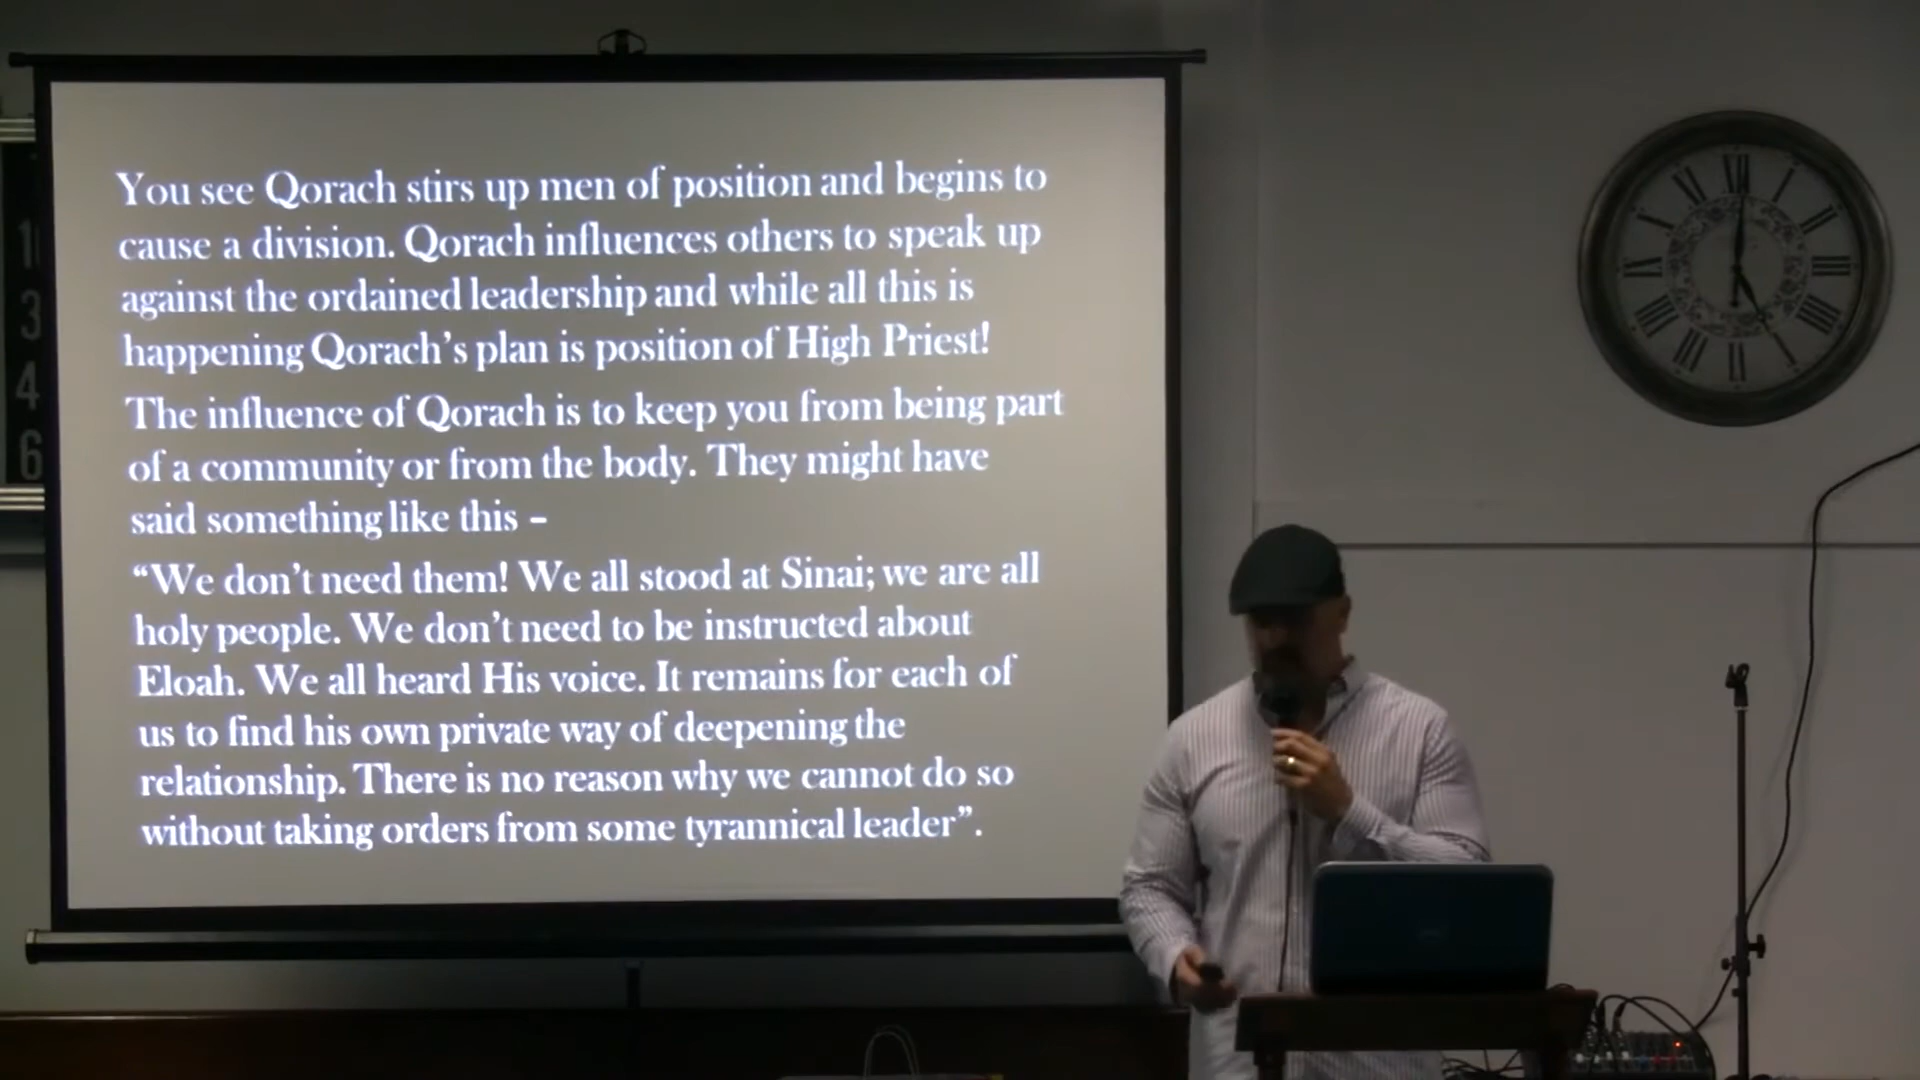 You see Qorach stirs up men of position and begins to
cause a division. Qorach influences others to speak up
against the ordained leadership and while all this is
happening Qorach's plan is position of High Priest!
The influence of Qorach is to keep you from being part
of a community or from the body. They might have
said something like this –
“We don't need them! We all stood at Sinai; we are all
holy people. We don't need to be instructed about
Eloah. We all heard His voice. It remains for each of
us to find his own private way of deepening the
relationship. There is no reason why we cannot do so
without taking orders from some tyrannical leader”.
3
4
6